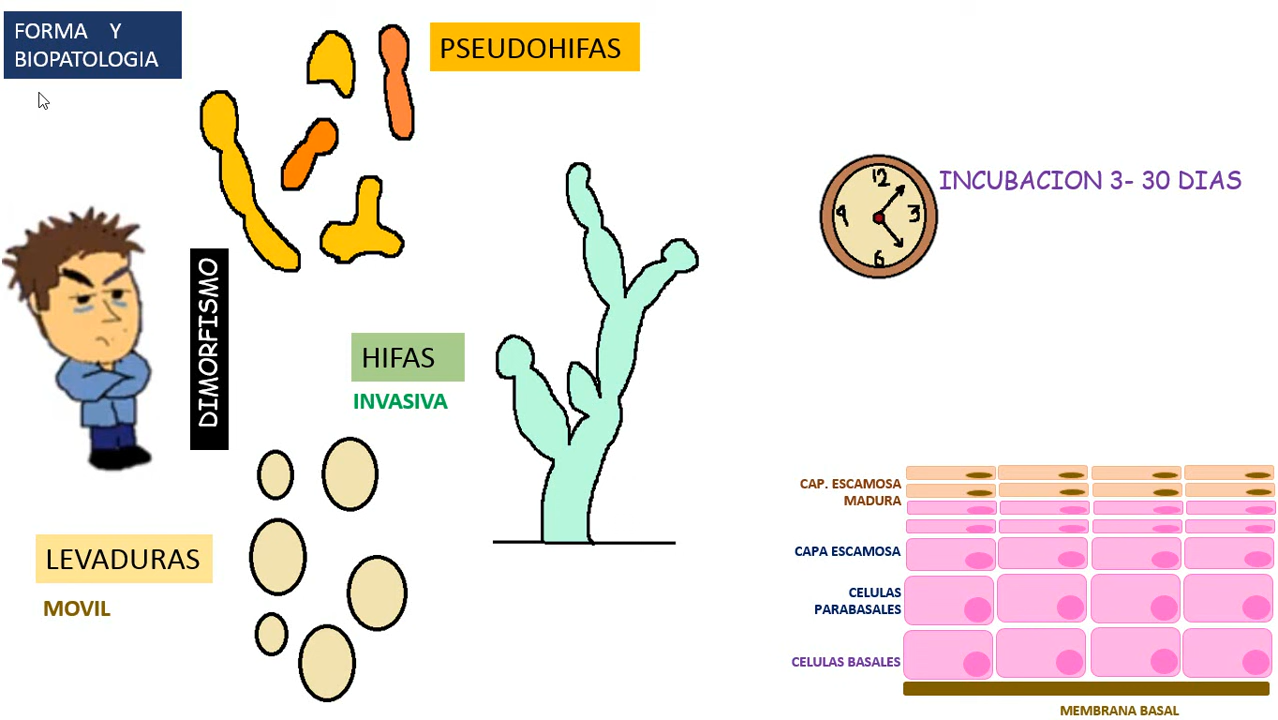 FORMA Y
BIOPATOLOGIA
PSEUDOHIFAS
DIMORFISMO
HIFAS
INVASIVA
LEVADURAS
MOVIL
12
3
6
9
INCUBACION 3- 30 DIAS
CAP. ESCAMOSA
MADURA
CAPA ESCAMOSA
CELULAS
PARABASALES
CELULAS BASALES
MEMBRANA BASAL